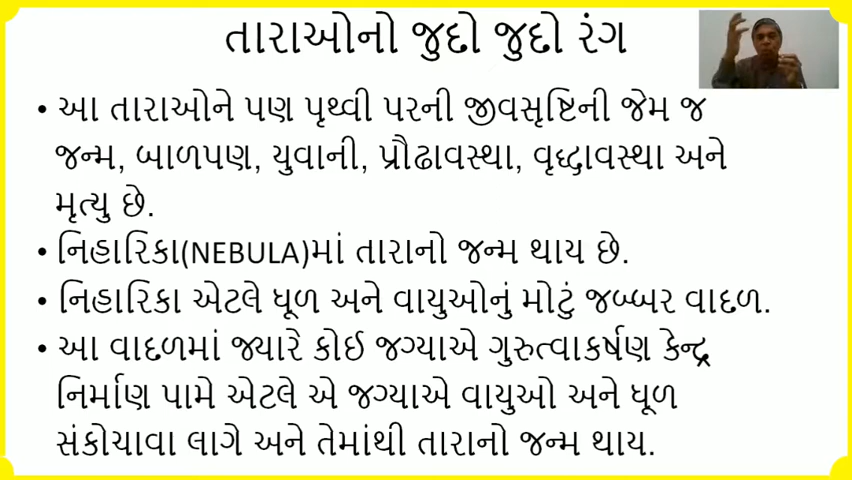 તારાઓનો જુદો જુદો રંગ
• આ તારાઓને પણ પૃથ્વી પરની જીવસૃષ્ટિની જેમ જ
જન્મ, બાળપણ, યુવાની, પ્રૌઢાવસ્થા, વૃધ્ધાવસ્થા અને
મૃત્યુ છે.
• નિહારિકા(NEBULA)માં તારાનો જન્મ થાય છે.
• નિહારિકા એટલે ધૂળ અને વાયુઓનું મોટું જબ્બર વાદળ.
• આ વાદળમાં જ્યારે કોઈ જગ્યાએ ગુરુત્વાકર્ષણ કેન્દ્ર
નિર્માણ પામે એટલે એ જગ્યાએ વાયુઓ અને ધૂળ
સંકોચાવા લાગે અને તેમાંથી તારાનો જન્મ થાય.